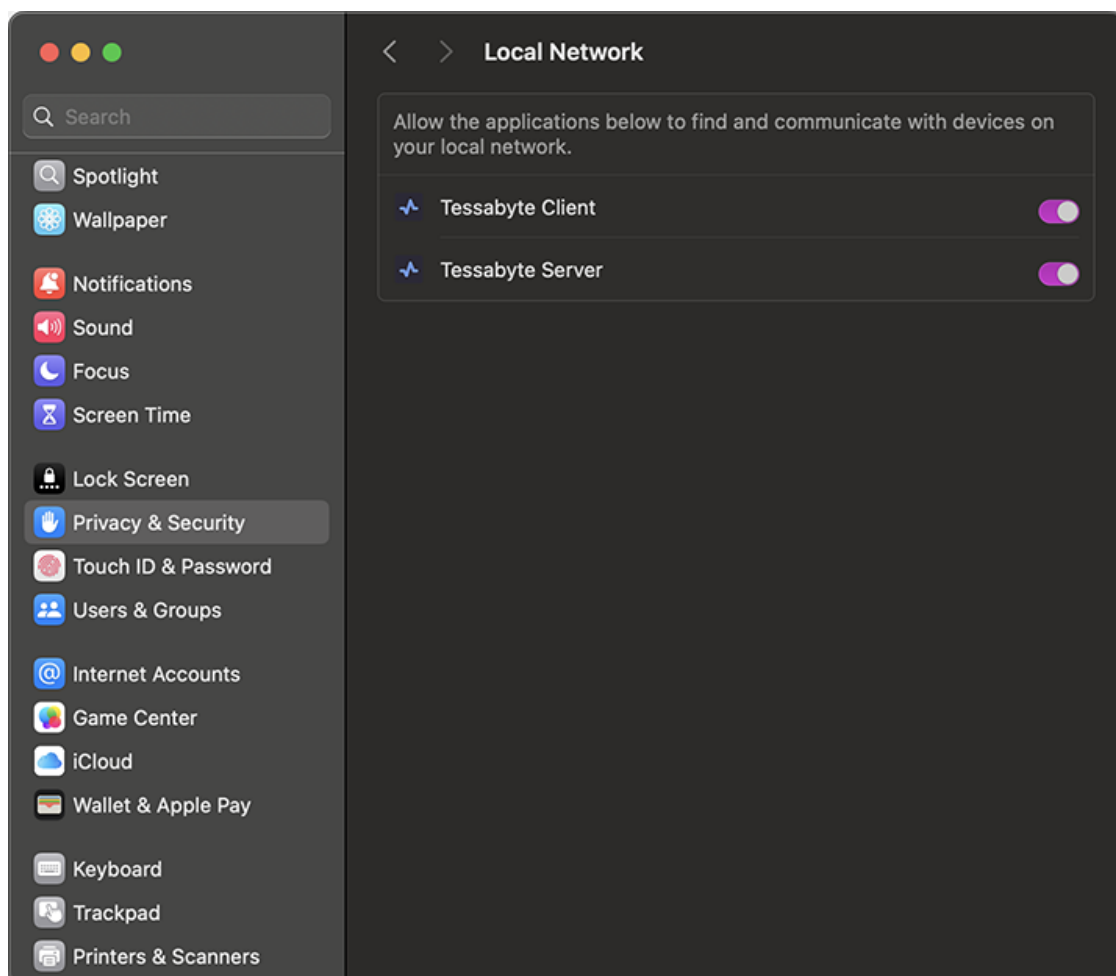 Local Network
Search
Allow the applications below to find and communicate with devices on
your local network.
Spotlight
Wallpaper
Notifications
Sound
Focus
Screen Time
Lock Screen
Privacy & Security
Touch ID & Password
Users & Groups
Internet Accounts
Game Center
iCloud
Wallet & Apple Pay
Keyboard
Trackpad
Printers & Scanners
Tessabyte Client
Tessabyte Server